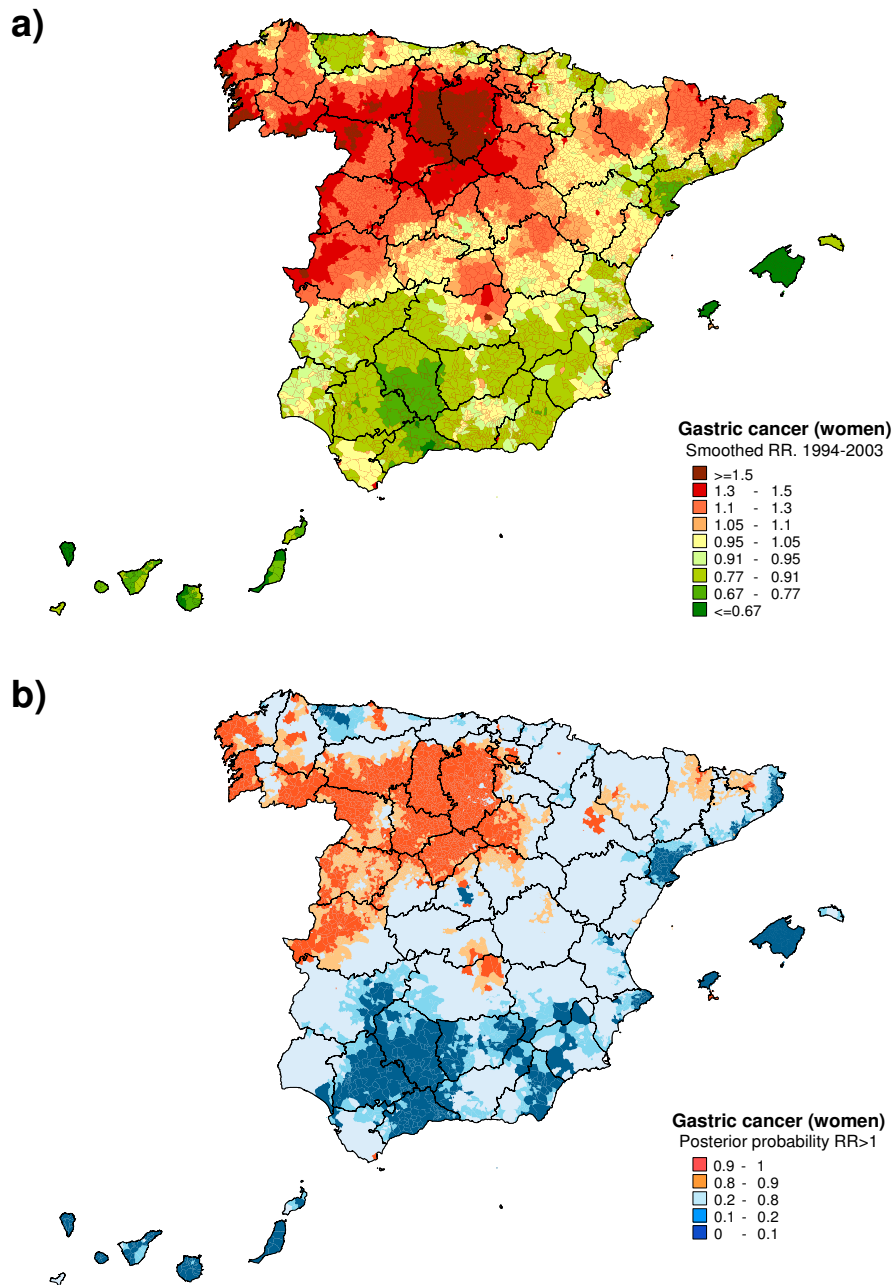 a)
Gastric cancer (women)
Smoothed RR. 1994-2003
>=1.5
1.3 - 1.5
1.1 - 1.3
1.05 - 1.1
0.95 - 1.05
0.91 - 0.95
0.77 - 0.91
0.67 - 0.77
<=0.67
b)
Gastric cancer (women)
Posterior probability RR>1
0.9 - 1
0.8 - 0.9
0.2 - 0.8
0.1 - 0.2
0 - 0.1